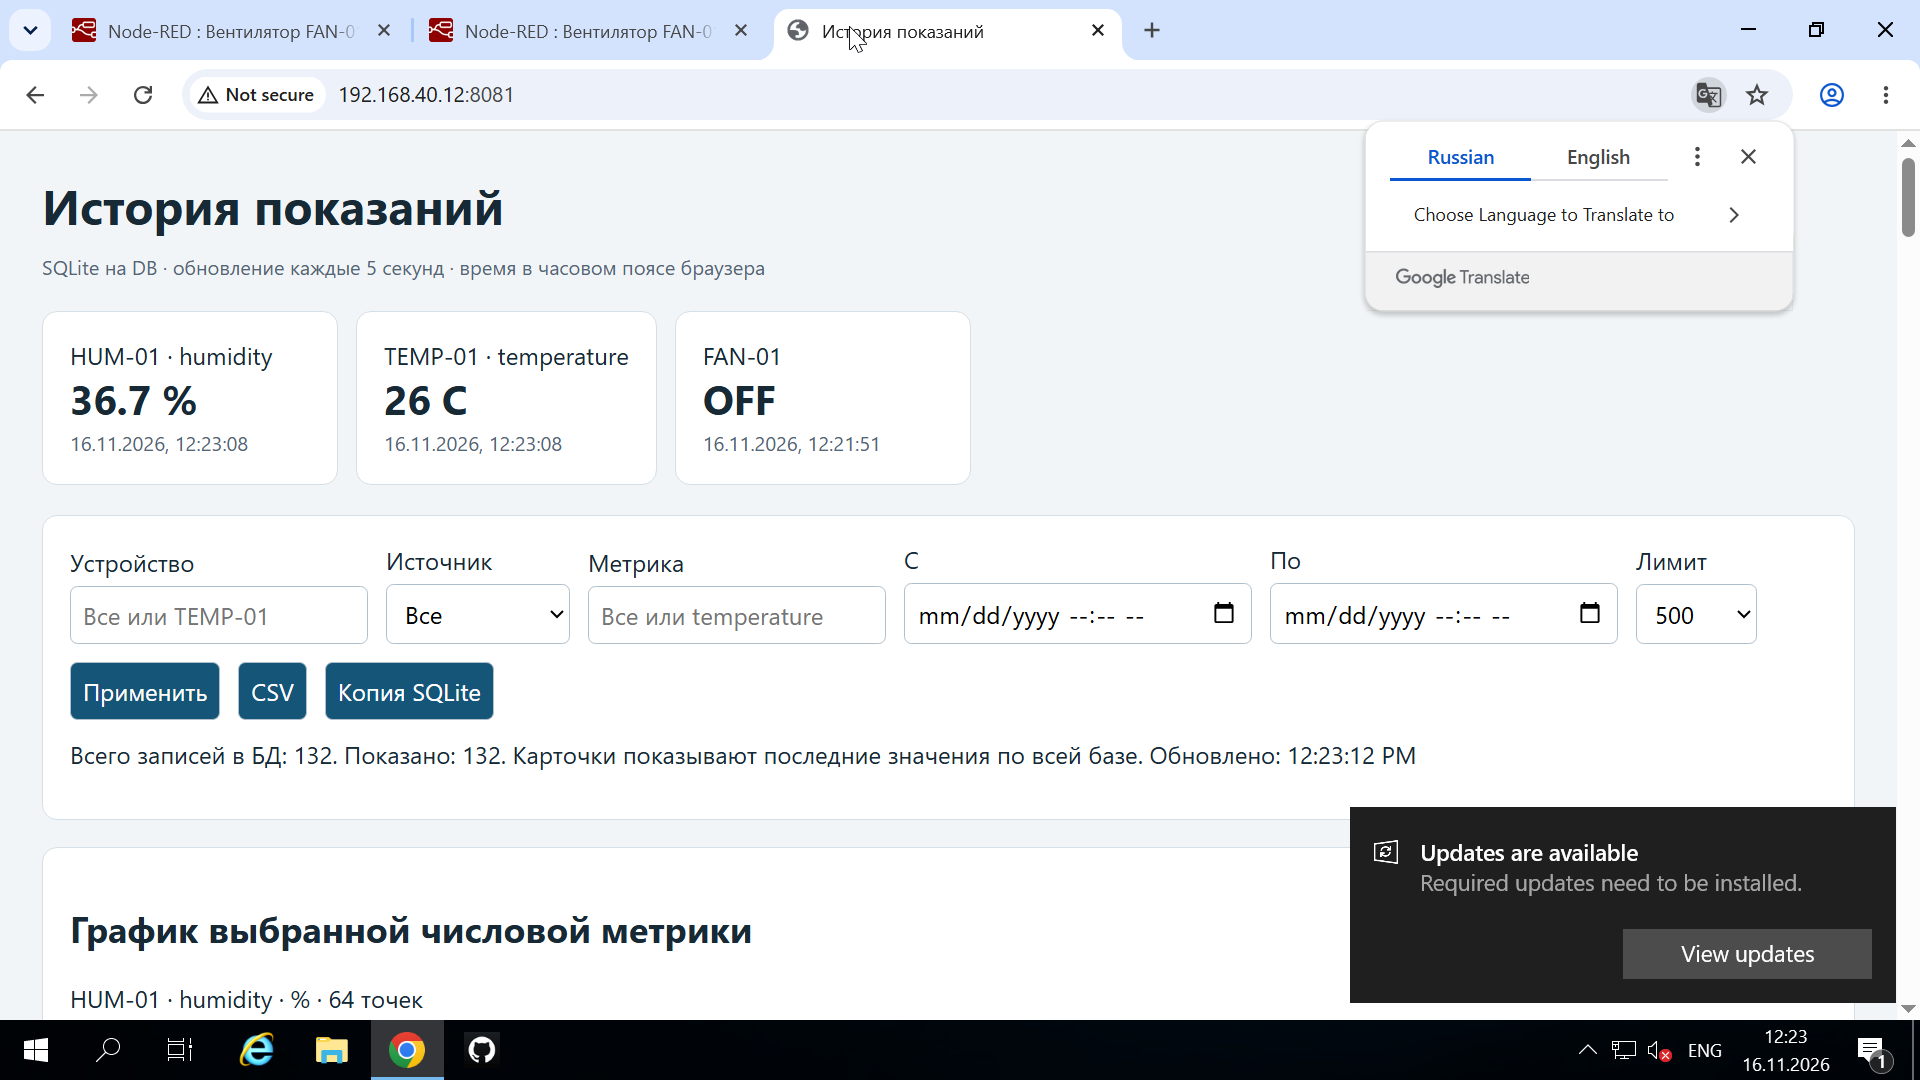 Node-RED : Вентилятор FAN-0
Node-RED : Вентилятор FAN-0
История показаний
Not secure
192.168.40.12:8081
Russian
English
Choose Language to Translate to
Google Translate
История показаний
SQLite на DB · обновление каждые 5 секунд · время в часовом поясе браузера
HUM-01 · humidity
36.7 %
16.11.2026, 12:23:08
TEMP-01 · temperature
26 C
16.11.2026, 12:23:08
FAN-01
OFF
16.11.2026, 12:21:51
Устройство
Все или TEMP-01
Источник
Все
Метрика
Все или temperature
С
mm/dd/yyyy --:-- --
По
mm/dd/yyyy --:-- --
Лимит
500
Применить
CSV
Копия SQLite
Всего записей в БД: 132. Показано: 132. Карточки показывают последние значения по всей базе. Обновлено: 12:23:12 PM
График выбранной числовой метрики
HUM-01 · humidity · % · 64 точек
Updates are available
Required updates need to be installed.
View updates
ENG
12:23
16.11.2026
1